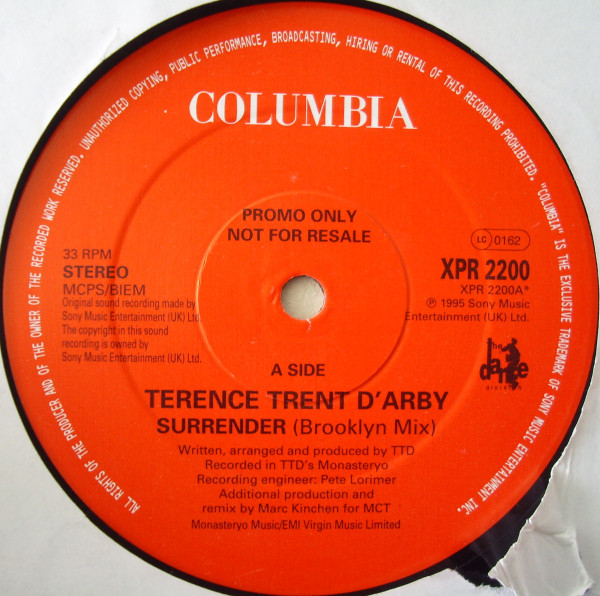 ALL RIGHTS OF THE PRODUCER AND OF THE OWNER OF THE RECORDED WORK RESERVED. UNAUTHORIZED COPYING, PUBLIC PERFORMANCE, BROADCASTING, HIRING OR RENTAL OF THIS RECORDING PROHIBITED. "COLUMBIA" IS THE EXCLUSIVE TRADEMARK OF SONY MUSIC ENTERTAINMENT INC.
COLUMBIA
PROMO ONLY
NOT FOR RESALE
LC 0162
33 RPM
STEREO
MCPS/BIEM
Original sound recording made by
Sony Music Entertainment (UK) Ltd.
The copyright in this sound
recording is owned by
Sony Music Entertainment (UK) Ltd.
XPR 2200
XPR 2200A*
℗ 1995 Sony Music
Entertainment (UK) Ltd.
the
dance
division
A SIDE
TERENCE TRENT D'ARBY
SURRENDER (Brooklyn Mix)
Written, arranged and produced by TTD
Recorded in TTD's Monasteryo
Recording engineer: Pete Lorimer
Additional production and
remix by Marc Kinchen for MCT
Monasteryo Music/EMI Virgin Music Limited